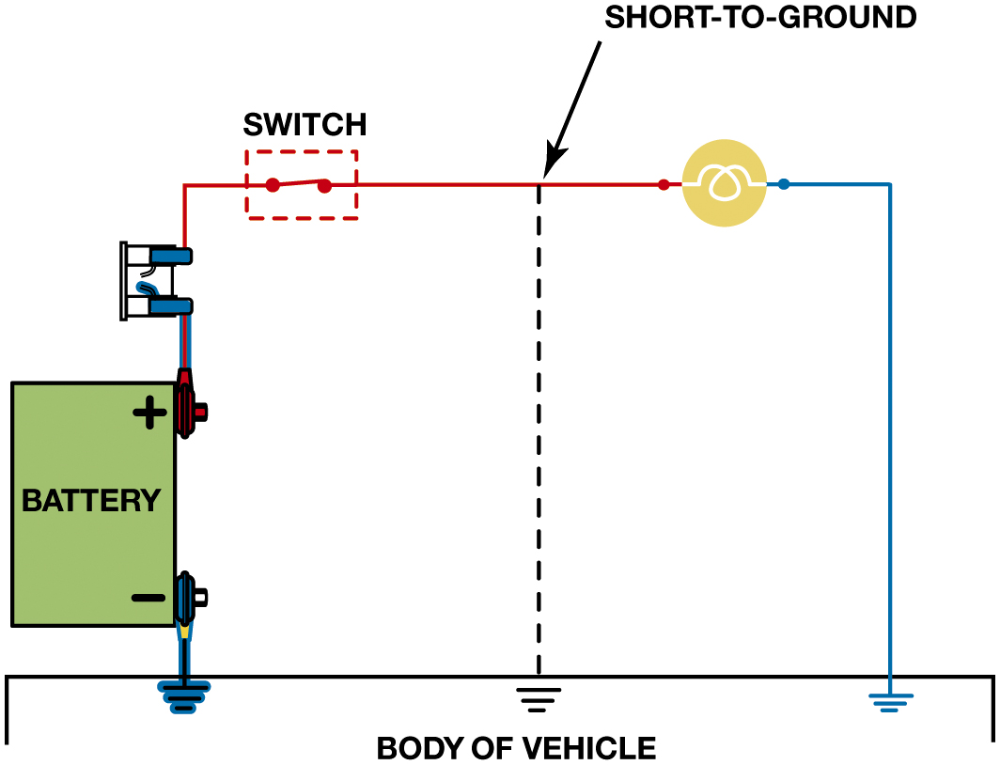 SHORT-TO-GROUND
SWITCH
+
BATTERY
–
BODY OF VEHICLE